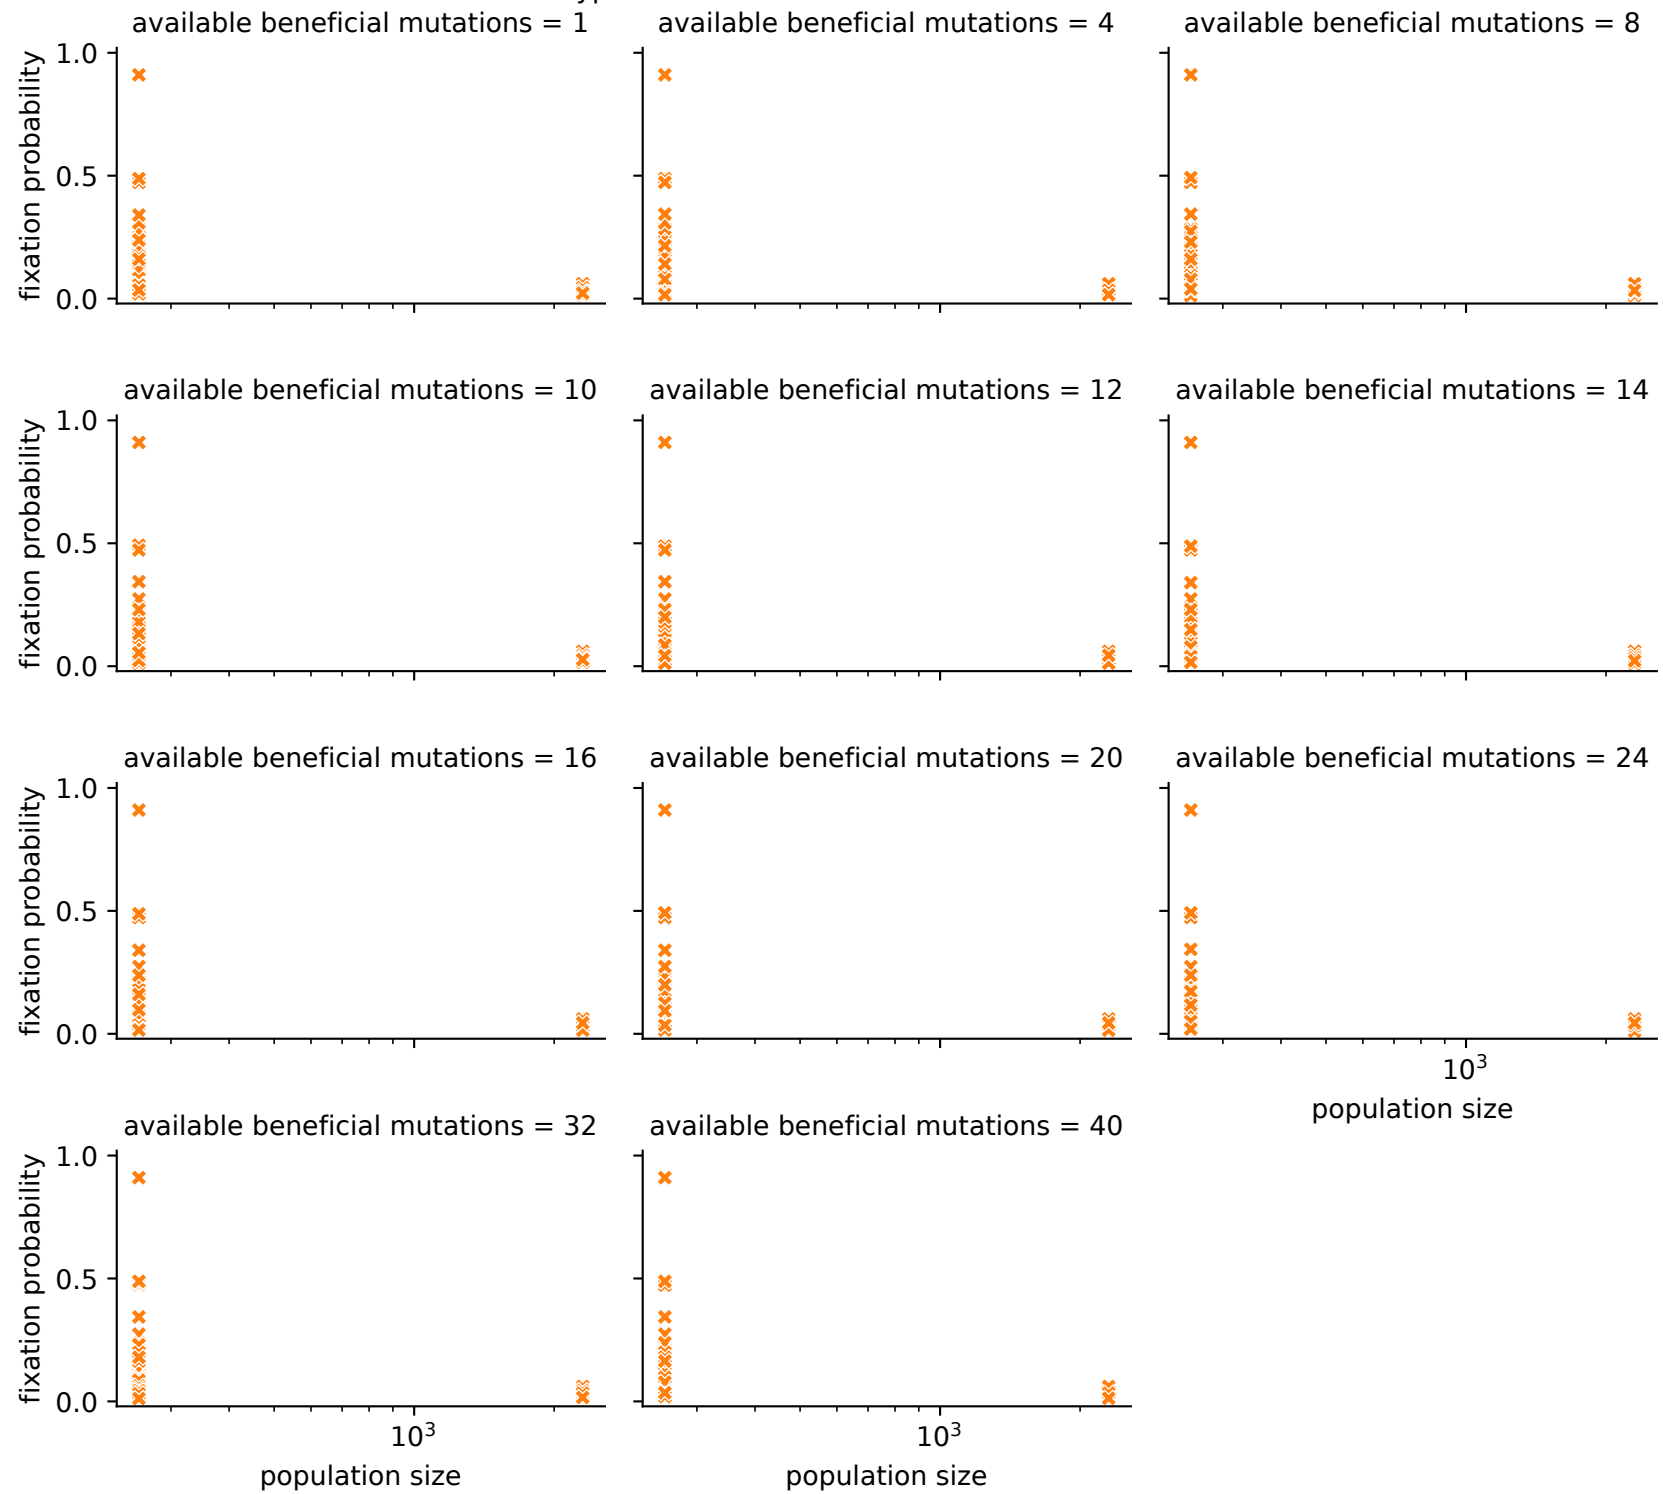 available beneficial mutations = 1
available beneficial mutations = 4
available beneficial mutations = 8
fixation probability
1.0
0.5
0.0
available beneficial mutations = 10
available beneficial mutations = 12
available beneficial mutations = 14
fixation probability
1.0
0.5
0.0
available beneficial mutations = 16
available beneficial mutations = 20
available beneficial mutations = 24
fixation probability
1.0
0.5
0.0
10³
population size
available beneficial mutations = 32
available beneficial mutations = 40
fixation probability
1.0
0.5
0.0
10³
10³
population size
population size